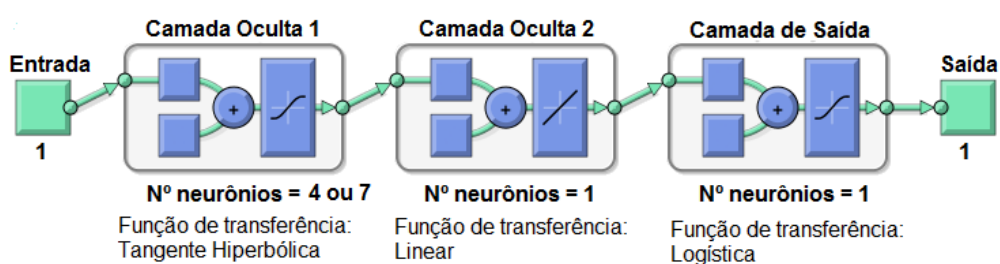 Camada Oculta 1
Camada Oculta 2
Camada de Saída
Entrada
Saída
+
+
+
1
1
Nº neurônios = 4 ou 7
Nº neurônios = 1
Nº neurônios = 1
Função de transferência:
Tangente Hiperbólica
Função de transferência:
Linear
Função de transferência:
Logística